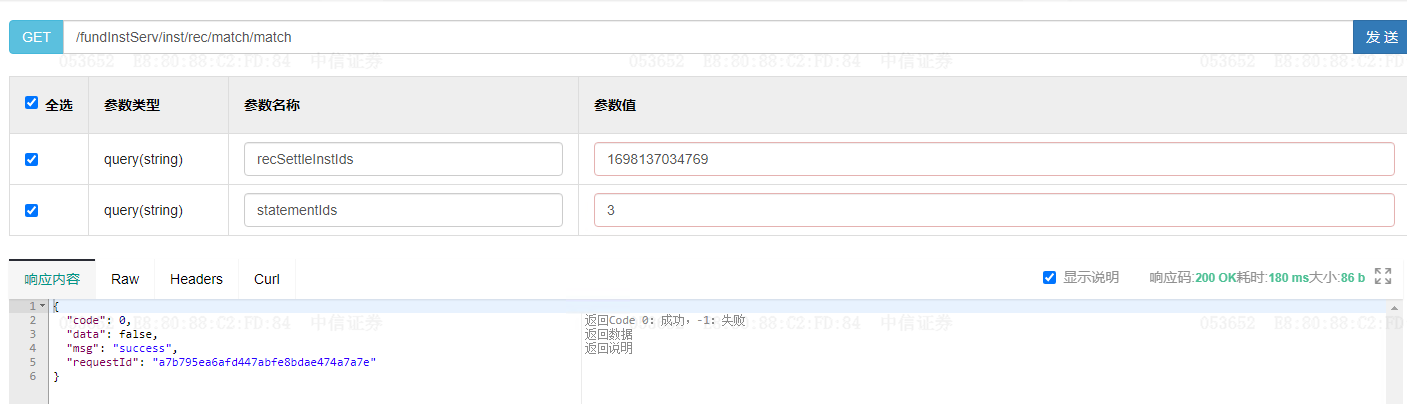 GET /fundInstServ/inst/rec/match/match 发 送
053652 E8:80:88:C2:FD:84 中信证券 053652 E8:80:88:C2:FD:84 中信证券 053652 E8:80:88:C2:FD
全选 参数类型 参数名称 参数值
query(string) recSettleInstIds 1698137034769
query(string) statementIds 3
响应内容 Raw Headers Curl 显示说明 响应码:200 OK耗时:180 ms大小:86 b
1 {
2 "code": 0, 返回Code 0: 成功，-1: 失败
053652 E8:80:88:C2:FD:84 中信证券 053652 E8:80:88:C2:FD:84 中信证券 053652 E8:80:88:C2:FD:84
3 "data": false, 返回数据
4 "msg": "success", 返回说明
5 "requestId": "a7b795ea6afd447abfe8bdae474a7a7e"
6 }